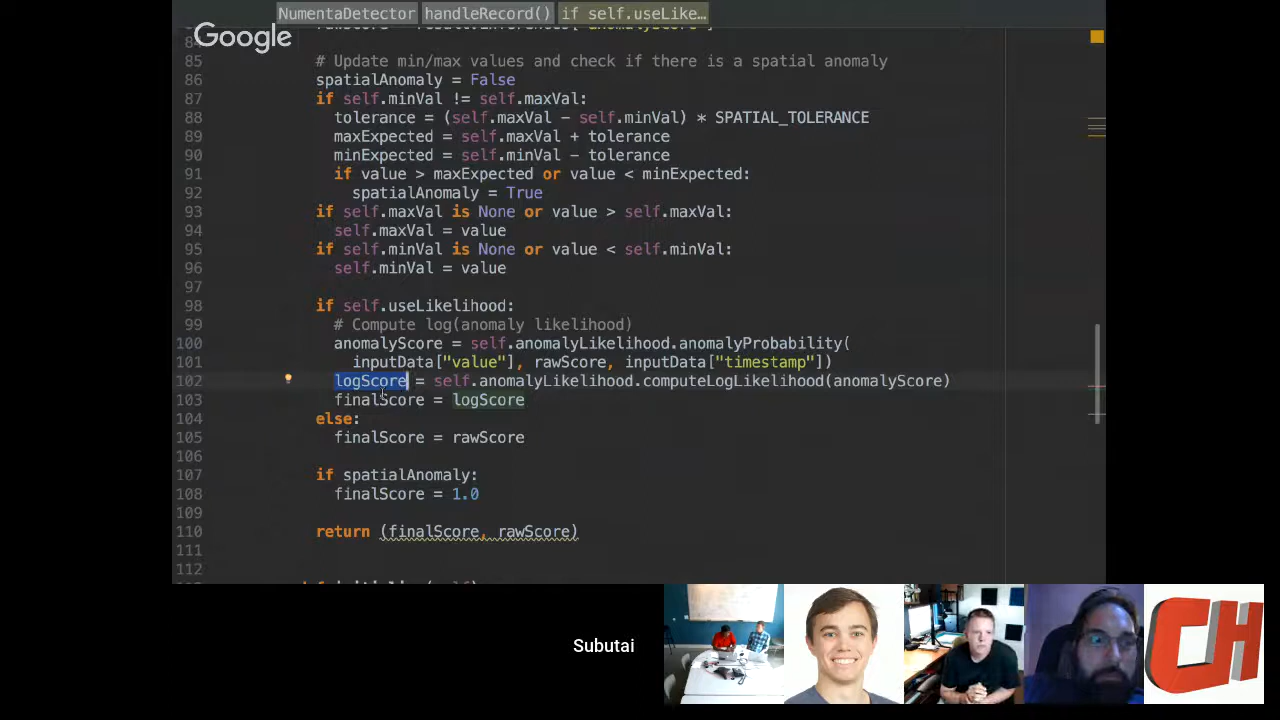 NumentaDetector handleRecord() if self.useLike…
Google
84 rawScore = result.inferences["anomalyScore"]
85 # Update min/max values and check if there is a spatial anomaly
86 spatialAnomaly = False
87 if self.minVal != self.maxVal:
88 tolerance = (self.maxVal - self.minVal) * SPATIAL_TOLERANCE
89 maxExpected = self.maxVal + tolerance
90 minExpected = self.minVal - tolerance
91 if value > maxExpected or value < minExpected:
92 spatialAnomaly = True
93 if self.maxVal is None or value > self.maxVal:
94 self.maxVal = value
95 if self.minVal is None or value < self.minVal:
96 self.minVal = value
97
98 if self.useLikelihood:
99 # Compute log(anomaly likelihood)
100 anomalyScore = self.anomalyLikelihood.anomalyProbability(
101 inputData["value"], rawScore, inputData["timestamp"])
102 logScore = self.anomalyLikelihood.computeLogLikelihood(anomalyScore)
103 finalScore = logScore
104 else:
105 finalScore = rawScore
106
107 if spatialAnomaly:
108 finalScore = 1.0
109
110 return (finalScore, rawScore)
111
112
Subutai
CH